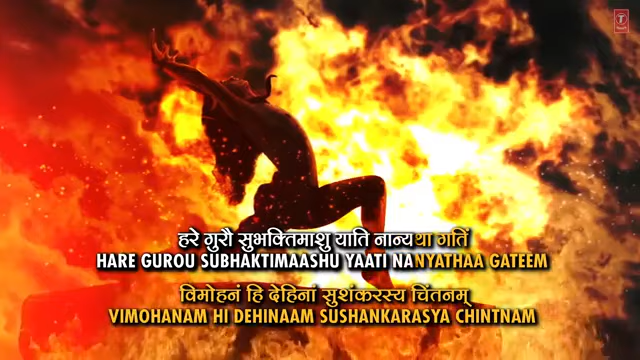 हरे गुरौ सुभक्तिमाशु याति नान्यथा गतिं
HARE GUROU SUBHAKTIMAASHU YAATI NANYATHAA GATEEM
विमोहनं हि देहिनां सुशंकरस्य चिंतनम्
VIMOHANAM HI DEHINAAM SUSHANKARASYA CHINTNAM